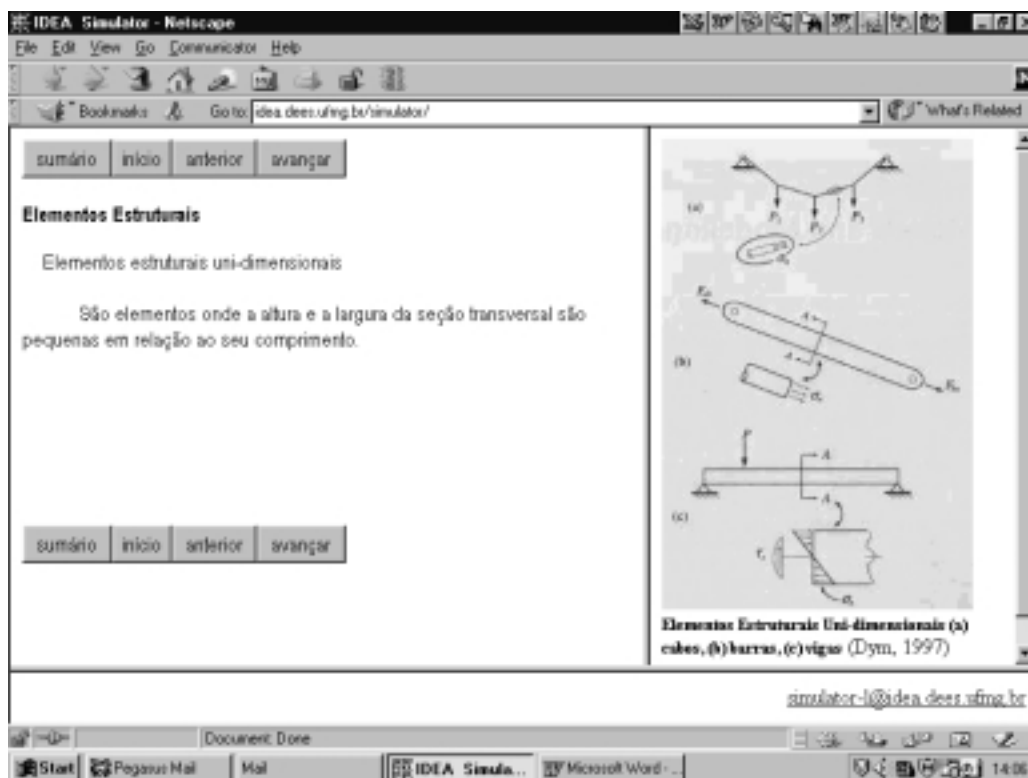 IDEA Simulator - Netscape
File Edit View Go Communicator Help
Bookmarks Go to: idea.dees.ufmg.br/simulator/ What's Related
sumário início anterior avançar
Elementos Estruturais
Elementos estruturais uni-dimensionais
São elementos onde a altura e a largura da seção transversal são
pequenas em relação ao seu comprimento.
sumário início anterior avançar
(a)
P₁ P₂ P₃
(b)
A
A
(c)
P
A
A
Elementos Estruturais Uni-dimensionais (a)
cabos, (b) barras, (c) vigas (Dym, 1997)
simulator-l@idea.dees.ufmg.br
Document: Done
Start Pegasus Mail Mail IDEA Simula... Microsoft Word - ... 14:06